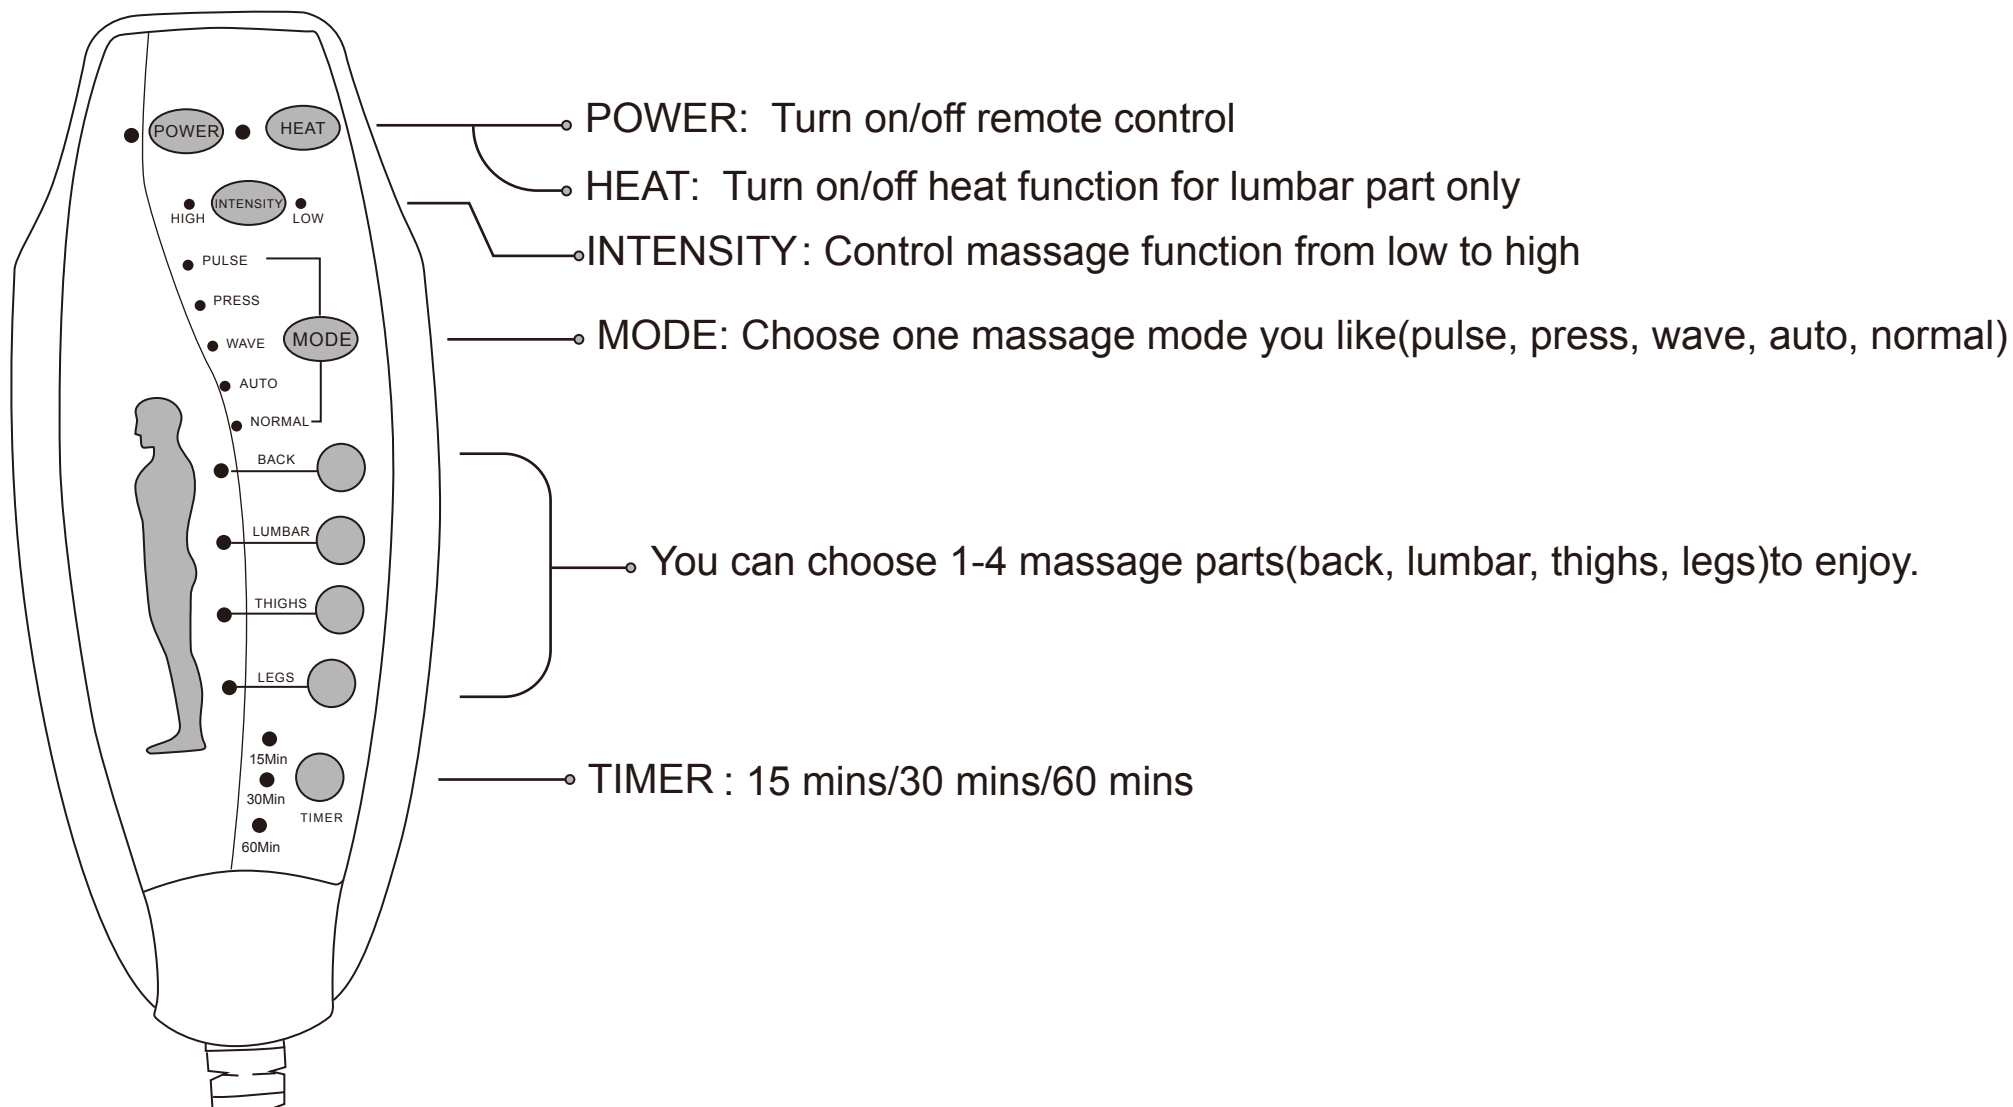 POWER HEAT
POWER: Turn on/off remote control
HEAT: Turn on/off heat function for lumbar part only
INTENSITY
HIGH LOW
INTENSITY: Control massage function from low to high
PULSE
PRESS
WAVE
MODE
AUTO
NORMAL
MODE: Choose one massage mode you like(pulse, press, wave, auto, normal)
BACK
LUMBAR
THIGHS
LEGS
You can choose 1-4 massage parts(back, lumbar, thighs, legs)to enjoy.
15Min
30Min
60Min
TIMER
TIMER : 15 mins/30 mins/60 mins